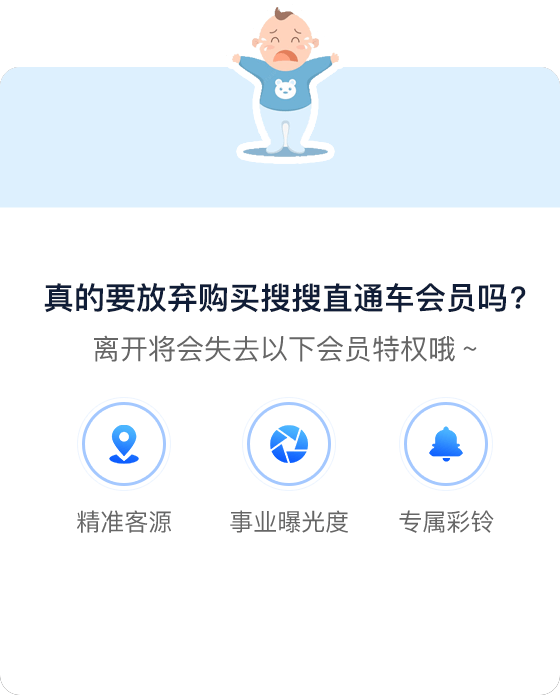 真的要放弃购买搜搜直通车会员吗?
离开将会失去以下会员特权哦~
精准客源
事业曝光度
专属彩铃